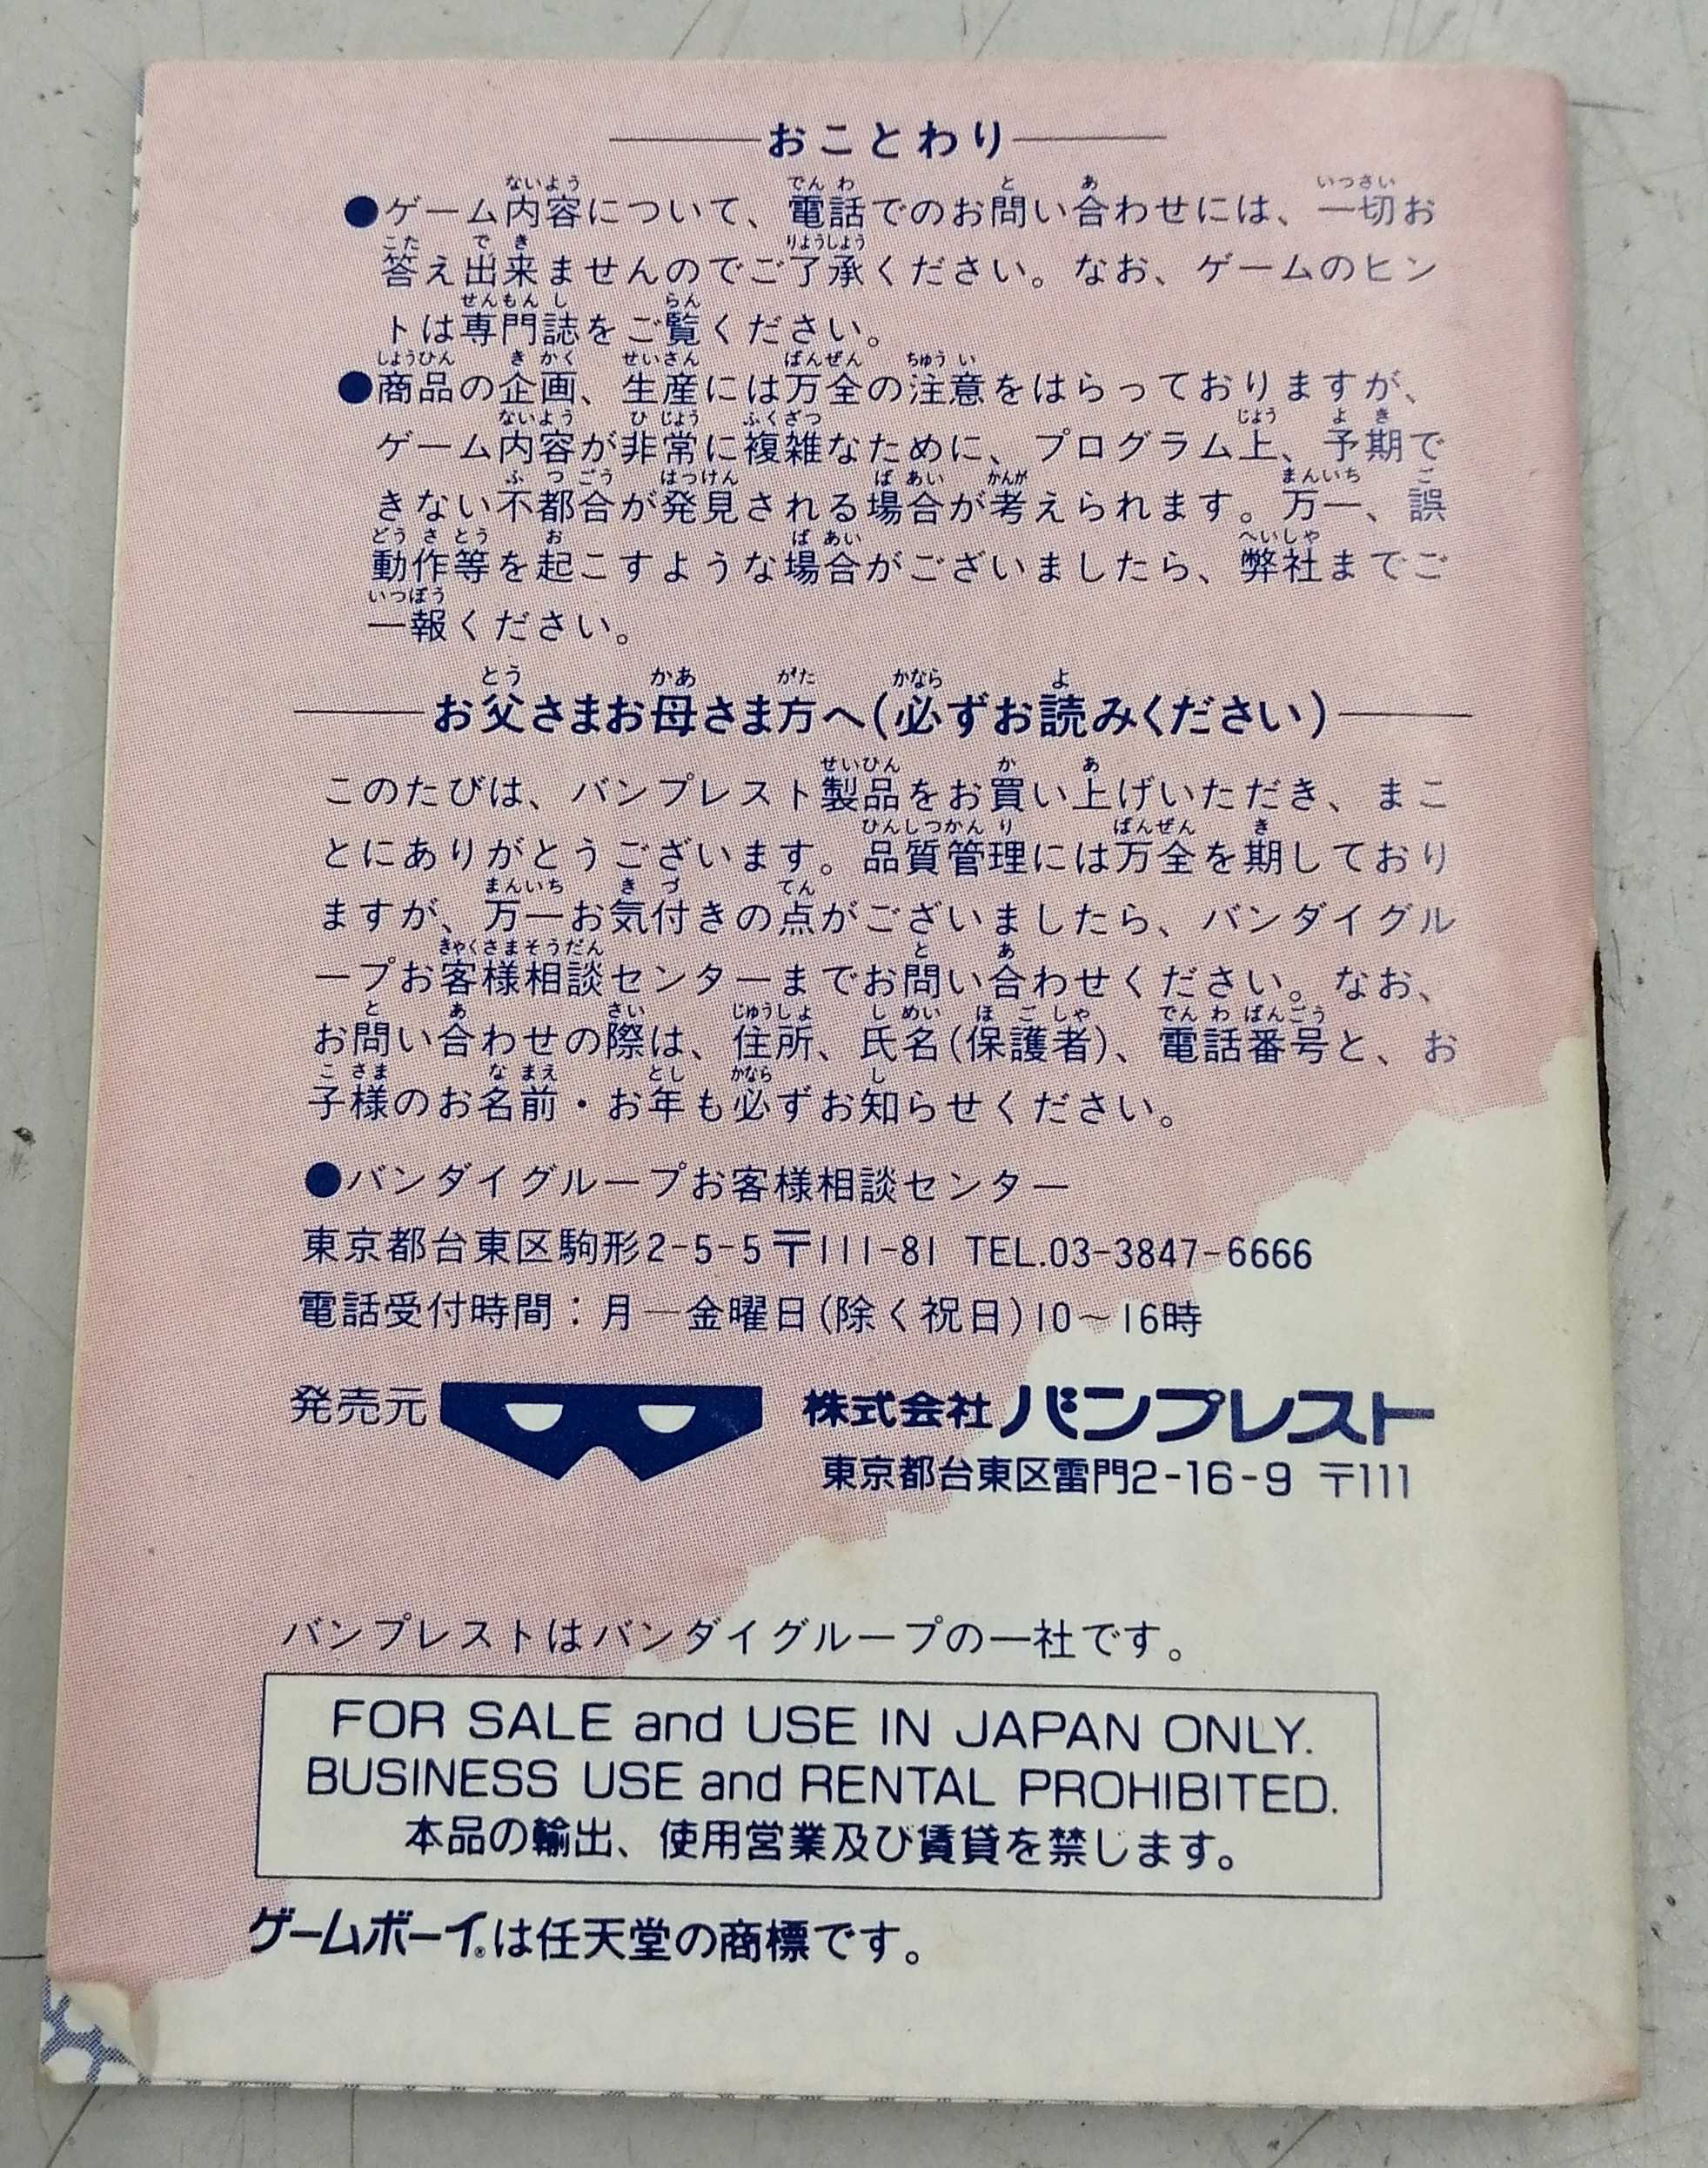 おことわり
●ゲーム内容について、電話でのお問い合わせには、一切お
答え出来ませんのでご了承ください。なお、ゲームのヒン
トは専門誌をご覧ください。
●商品の企画、生産には万全の注意をはらっておりますが、
ゲーム内容が非常に複雑なために、プログラム上、予期で
きない不都合が発見される場合が考えられます。万一、誤
動作等を起こすような場合がございましたら、弊社までご
一報ください。
お父さまお母さま方へ(必ずお読みください)
このたびは、バンプレスト製品をお買い上げいただき、まこ
とにありがとうございます。品質管理には万全を期しており
ますが、万一お気付きの点がございましたら、バンダイグル
ープお客様相談センターまでお問い合わせください。なお、
お問い合わせの際は、住所、氏名(保護者)、電話番号と、お
子様のお名前・お年も必ずお知らせください。
●バンダイグループお客様相談センター
東京都台東区駒形2-5-5〒111-81 TEL.03-3847-6666
電話受付時間：月―金曜日(除く祝日)10～16時
発売元 株式会社バンプレスト
東京都台東区雷門2-16-9 〒111
バンプレストはバンダイグループの一社です。
FOR SALE and USE IN JAPAN ONLY.
BUSINESS USE and RENTAL PROHIBITED.
本品の輸出、使用営業及び賃貸を禁します。
ゲームボーイ®は任天堂の商標です。